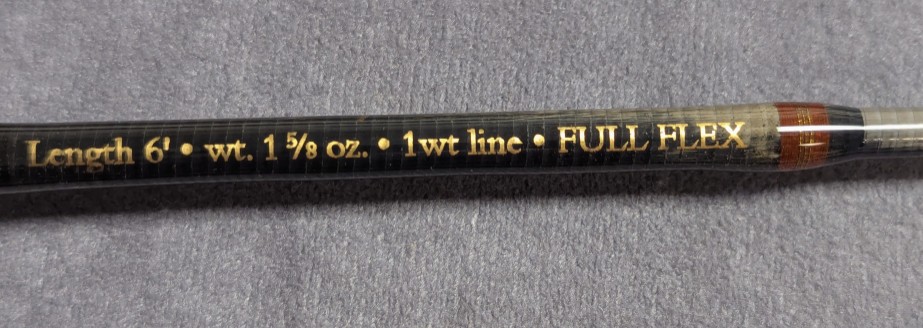 Length 6' • wt. 1 5/8 oz. • 1wt line • FULL FLEX